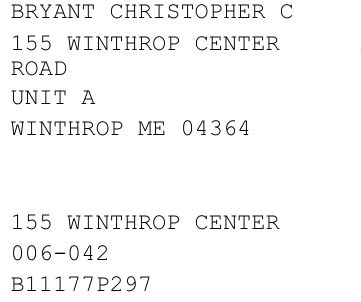 BRYANT CHRISTOPHER C
155 WINTHROP CENTER
ROAD
UNIT A
WINTHROP ME 04364
155 WINTHROP CENTER
006-042
B11177P297